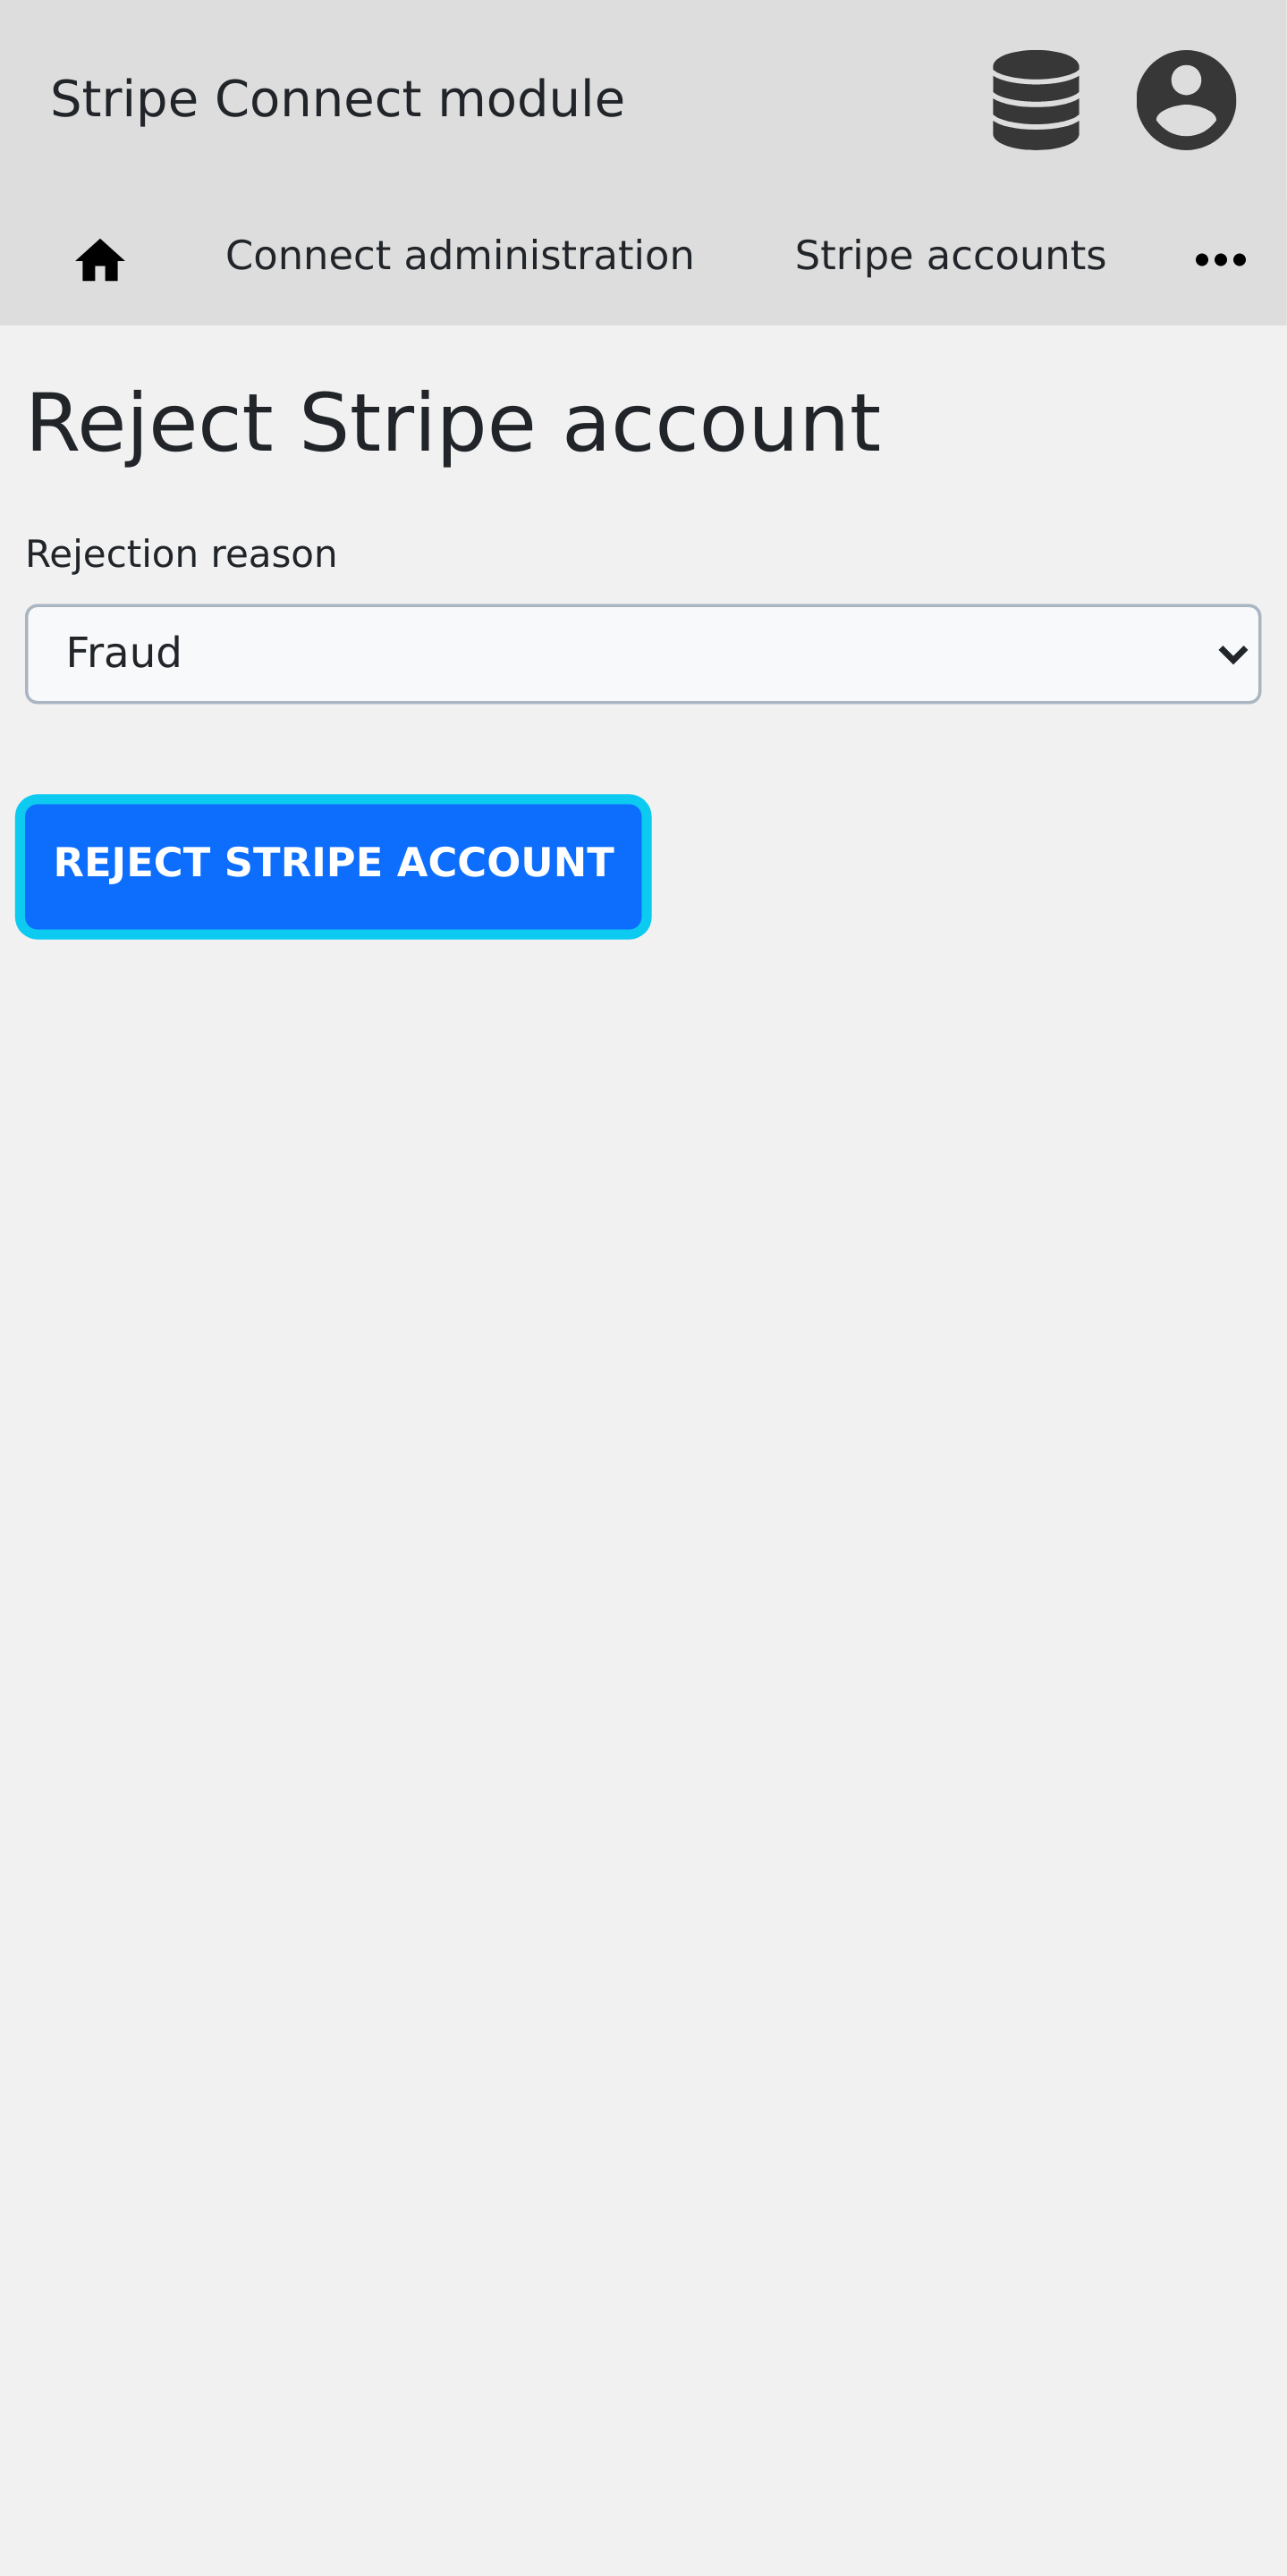 Stripe Connect module
Connect administration Stripe accounts
Reject Stripe account
Rejection reason
Fraud
REJECT STRIPE ACCOUNT